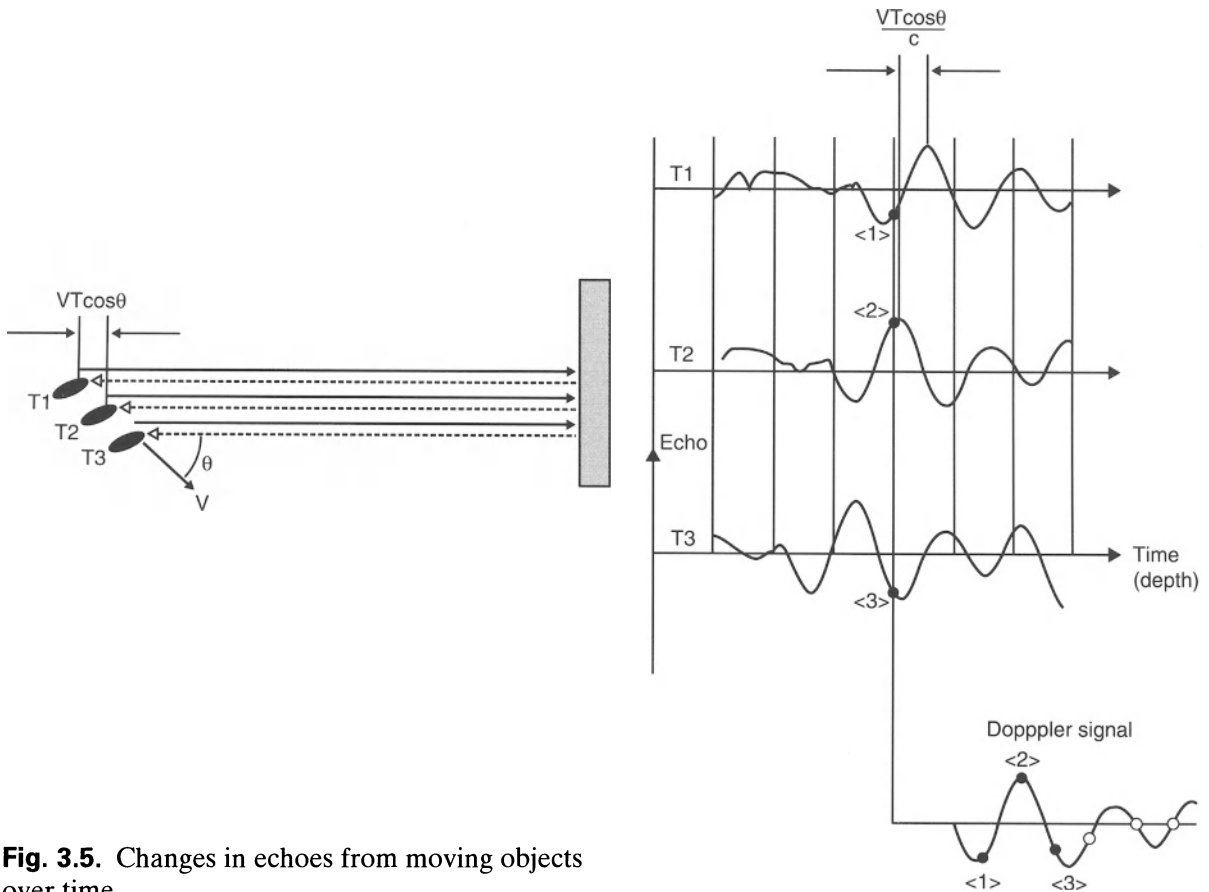 VTcosθ
T1
T2
T3
θ
V
VTcosθ
c
T1
<1>
<2>
T2
Echo
T3
Time
(depth)
<3>
Dopppler signal
<2>
<1>
<3>
Fig. 3.5. Changes in echoes from moving objects
over time